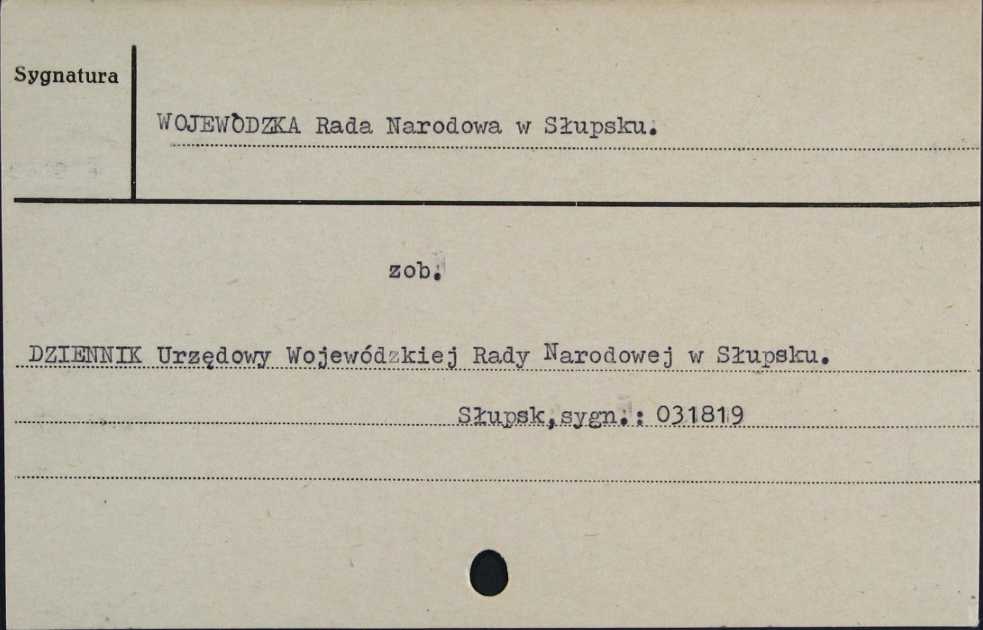 Sygnatura
WOJEWÓDZKA Rada Narodowa w Słupsku.
zob.
DZIENNIK Urzędowy Wojewódzkiej Rady Narodowej w Słupsku.
Słupsk,sygn.: 031819